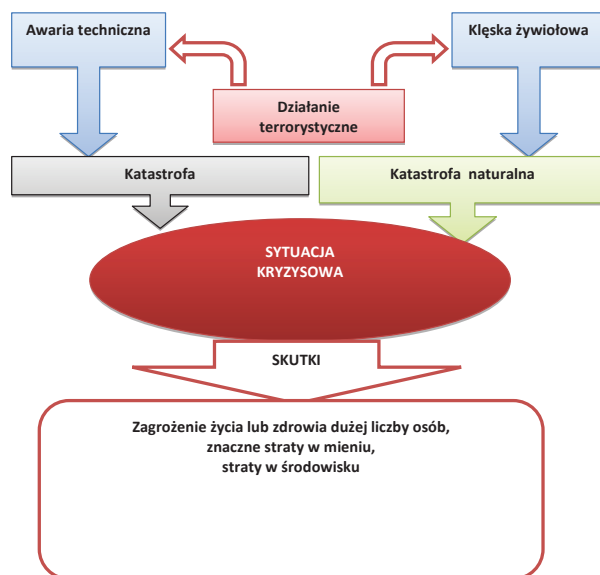 Awaria techniczna
Klęska żywiołowa
Działanie
terrorystyczne
Katastrofa
Katastrofa naturalna
SYTUACJA
KRYZYSOWA
SKUTKI
Zagrożenie życia lub zdrowia dużej liczby osób,
znaczne straty w mieniu,
straty w środowisku